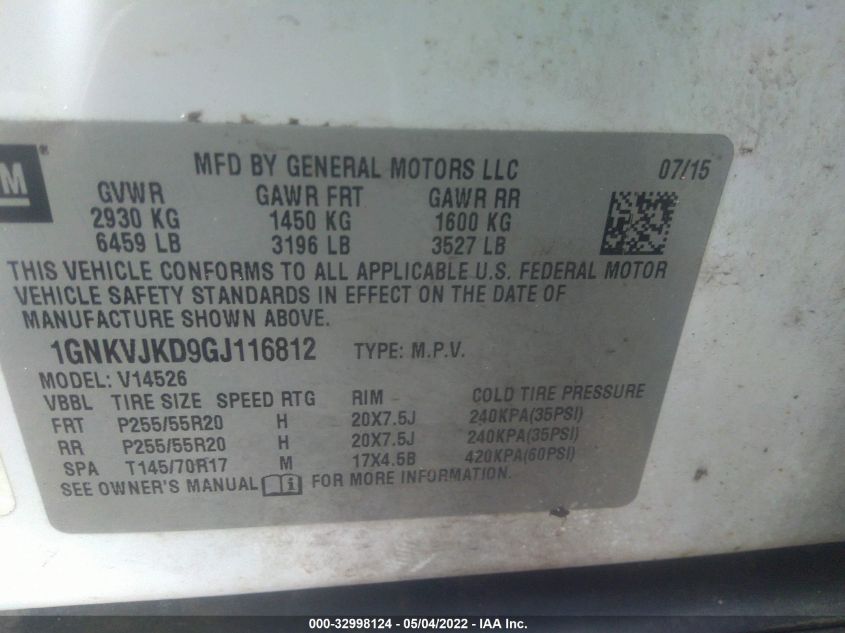 M
MFD BY GENERAL MOTORS LLC 07/15
GVWR GAWR FRT GAWR RR
2930 KG 1450 KG 1600 KG
6459 LB 3196 LB 3527 LB
THIS VEHICLE CONFORMS TO ALL APPLICABLE U.S. FEDERAL MOTOR
VEHICLE SAFETY STANDARDS IN EFFECT ON THE DATE OF
MANUFACTURE SHOWN ABOVE.
1GNKVJKD9GJ116812 TYPE: M.P.V.
MODEL: V14526
VBBL TIRE SIZE SPEED RTG RIM COLD TIRE PRESSURE
FRT P255/55R20 H 20X7.5J 240KPA(35PSI)
RR P255/55R20 H 20X7.5J 240KPA(35PSI)
SPA T145/70R17 M 17X4.5B 420KPA(60PSI)
SEE OWNER'S MANUAL FOR MORE INFORMATION.
000-32998124 - 05/04/2022 - IAA Inc.